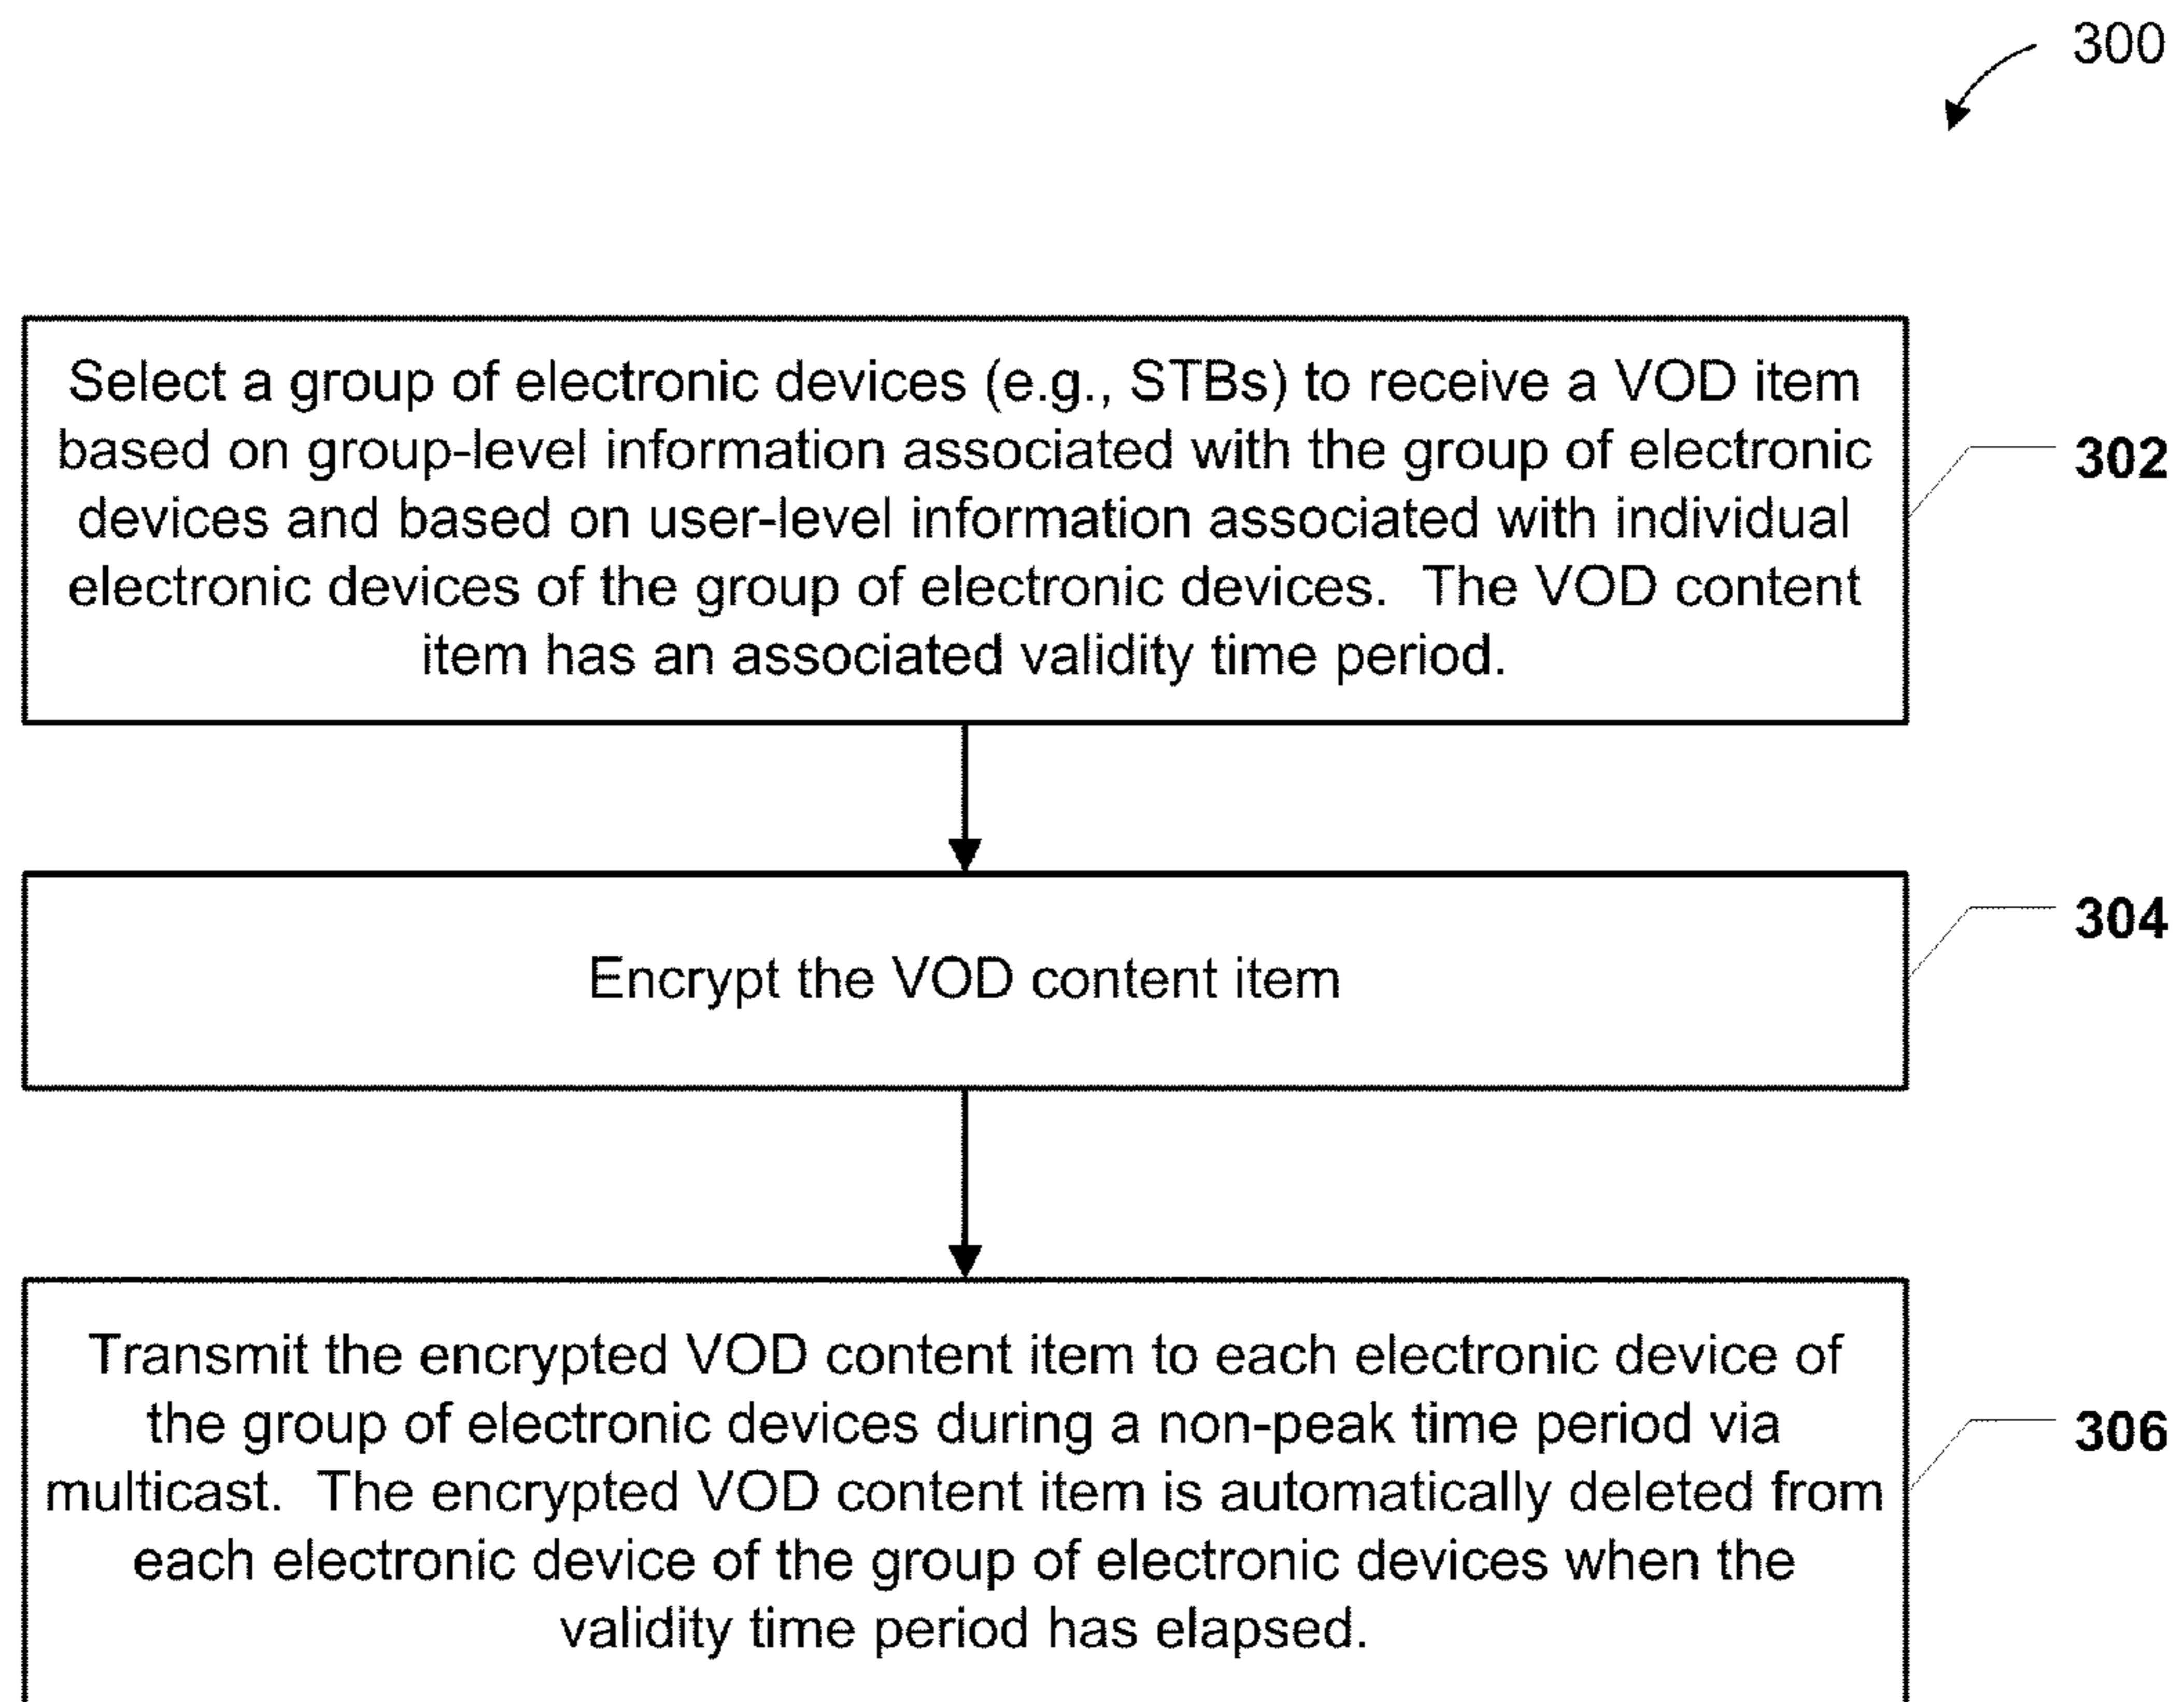 300
Select a group of electronic devices (e.g., STBs) to receive a VOD item
based on group-level information associated with the group of electronic
devices and based on user-level information associated with individual
electronic devices of the group of electronic devices.  The VOD content
item has an associated validity time period.
302
Encrypt the VOD content item
304
Transmit the encrypted VOD content item to each electronic device of
the group of electronic devices during a non-peak time period via
multicast.  The encrypted VOD content item is automatically deleted from
each electronic device of the group of electronic devices when the
validity time period has elapsed.
306